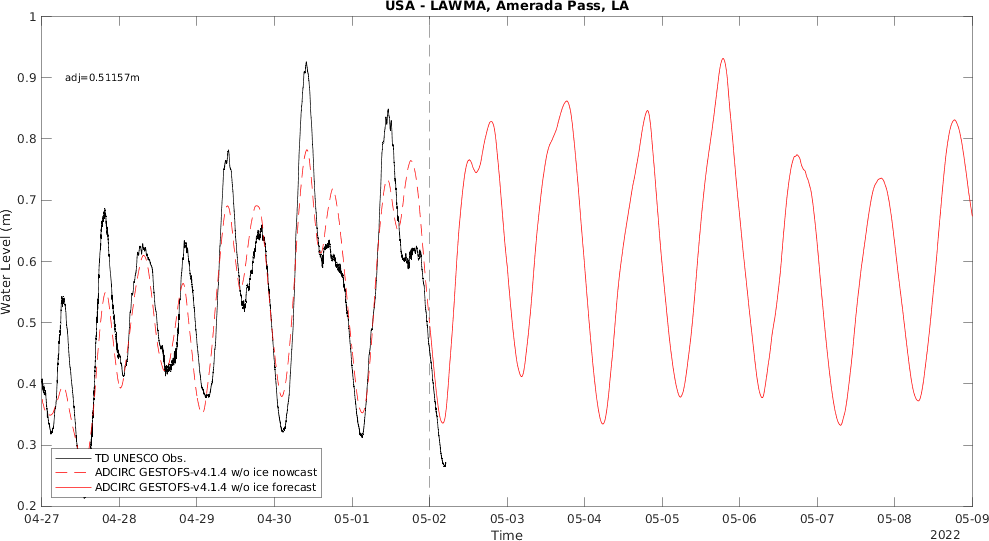 USA - LAWMA, Amerada Pass, LA
1
0.9
adj=0.51157m
0.8
0.7
0.6
0.5
0.4
0.3
0.2
Water Level (m)
TD UNESCO Obs.
ADCIRC GESTOFS-v4.1.4 w/o ice nowcast
ADCIRC GESTOFS-v4.1.4 w/o ice forecast
04-27 04-28 04-29 04-30 05-01 05-02 05-03 05-04 05-05 05-06 05-07 05-08 05-09
Time
2022